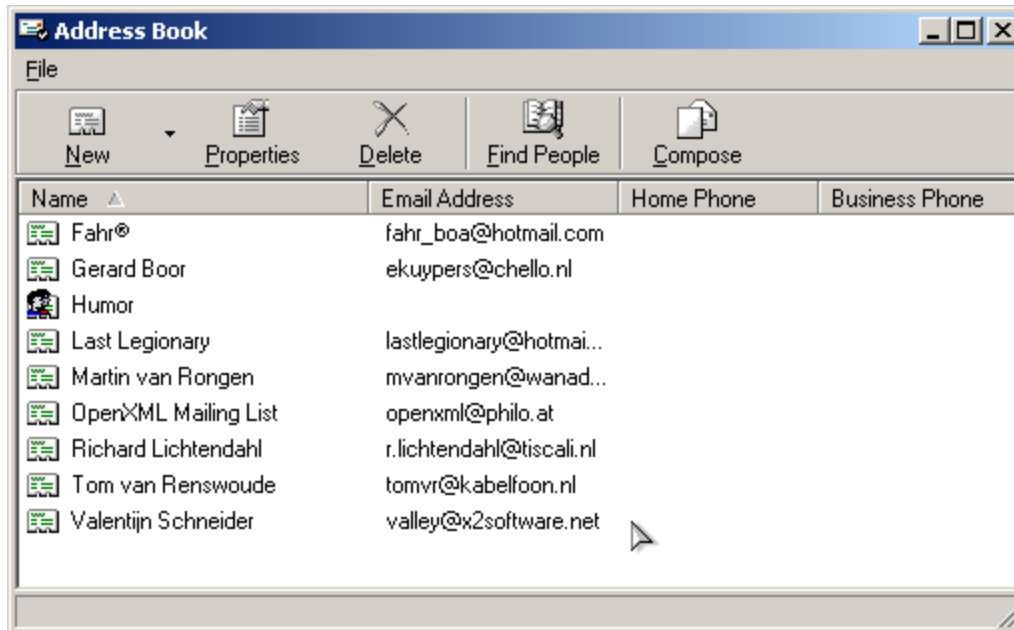 Address Book
File
New Properties Delete Find People Compose
Name Email Address Home Phone Business Phone
Fahr® fahr_boa@hotmail.com
Gerard Boor ekuypers@chello.nl
Humor
Last Legionary lastlegionary@hotmai...
Martin van Rongen mvanrongen@wanad...
OpenXML Mailing List openxml@philo.at
Richard Lichtendahl r.lichtendahl@tiscali.nl
Tom van Renswoude tomvr@kabelfoon.nl
Valentijn Schneider valley@x2software.net